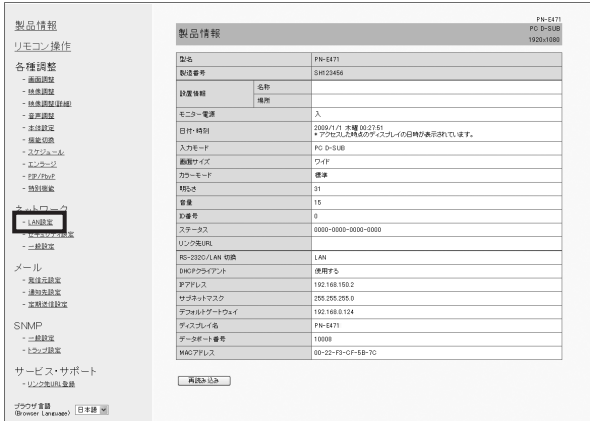 製品情報
リモコン操作
各種調整
- 画面調整
- 映像調整
- 映像調整(詳細)
- 音声調整
- 本体設定
- 機能切換
- スケジュール
- エンラージ
- PIP/PbyP
- 特別機能
ネットワーク
- LAN設定
- セキュリティ設定
- 一般設定
メール
- 発信元設定
- 通知先設定
- 定期送信設定
SNMP
- 一般設定
- トラップ設定
サービス・サポート
- リンク先URL登録
ブラウザ言語
(Browser Language) 日本語
PN-E471
製品情報 PC D-SUB
1920x1080
型名 PN-E471
製造番号 SH123456
設置情報 名称
場所
モニター電源 入
日付・時刻 2009/1/1 木曜 00:27:51
* アクセスした時点のディスプレイの日時が表示されています。
入力モード PC D-SUB
画面サイズ ワイド
カラーモード 標準
明るさ 31
音量 15
ID番号 0
ステータス 0000-0000-0000-0000
リンク先URL
RS-232C/LAN 切換 LAN
DHCPクライアント 使用する
IPアドレス 192.168.150.2
サブネットマスク 255.255.255.0
デフォルトゲートウェイ 192.168.0.124
ディスプレイ名 PN-E471
データポート番号 10008
MACアドレス 00-22-F3-CF-5B-7C
再読み込み